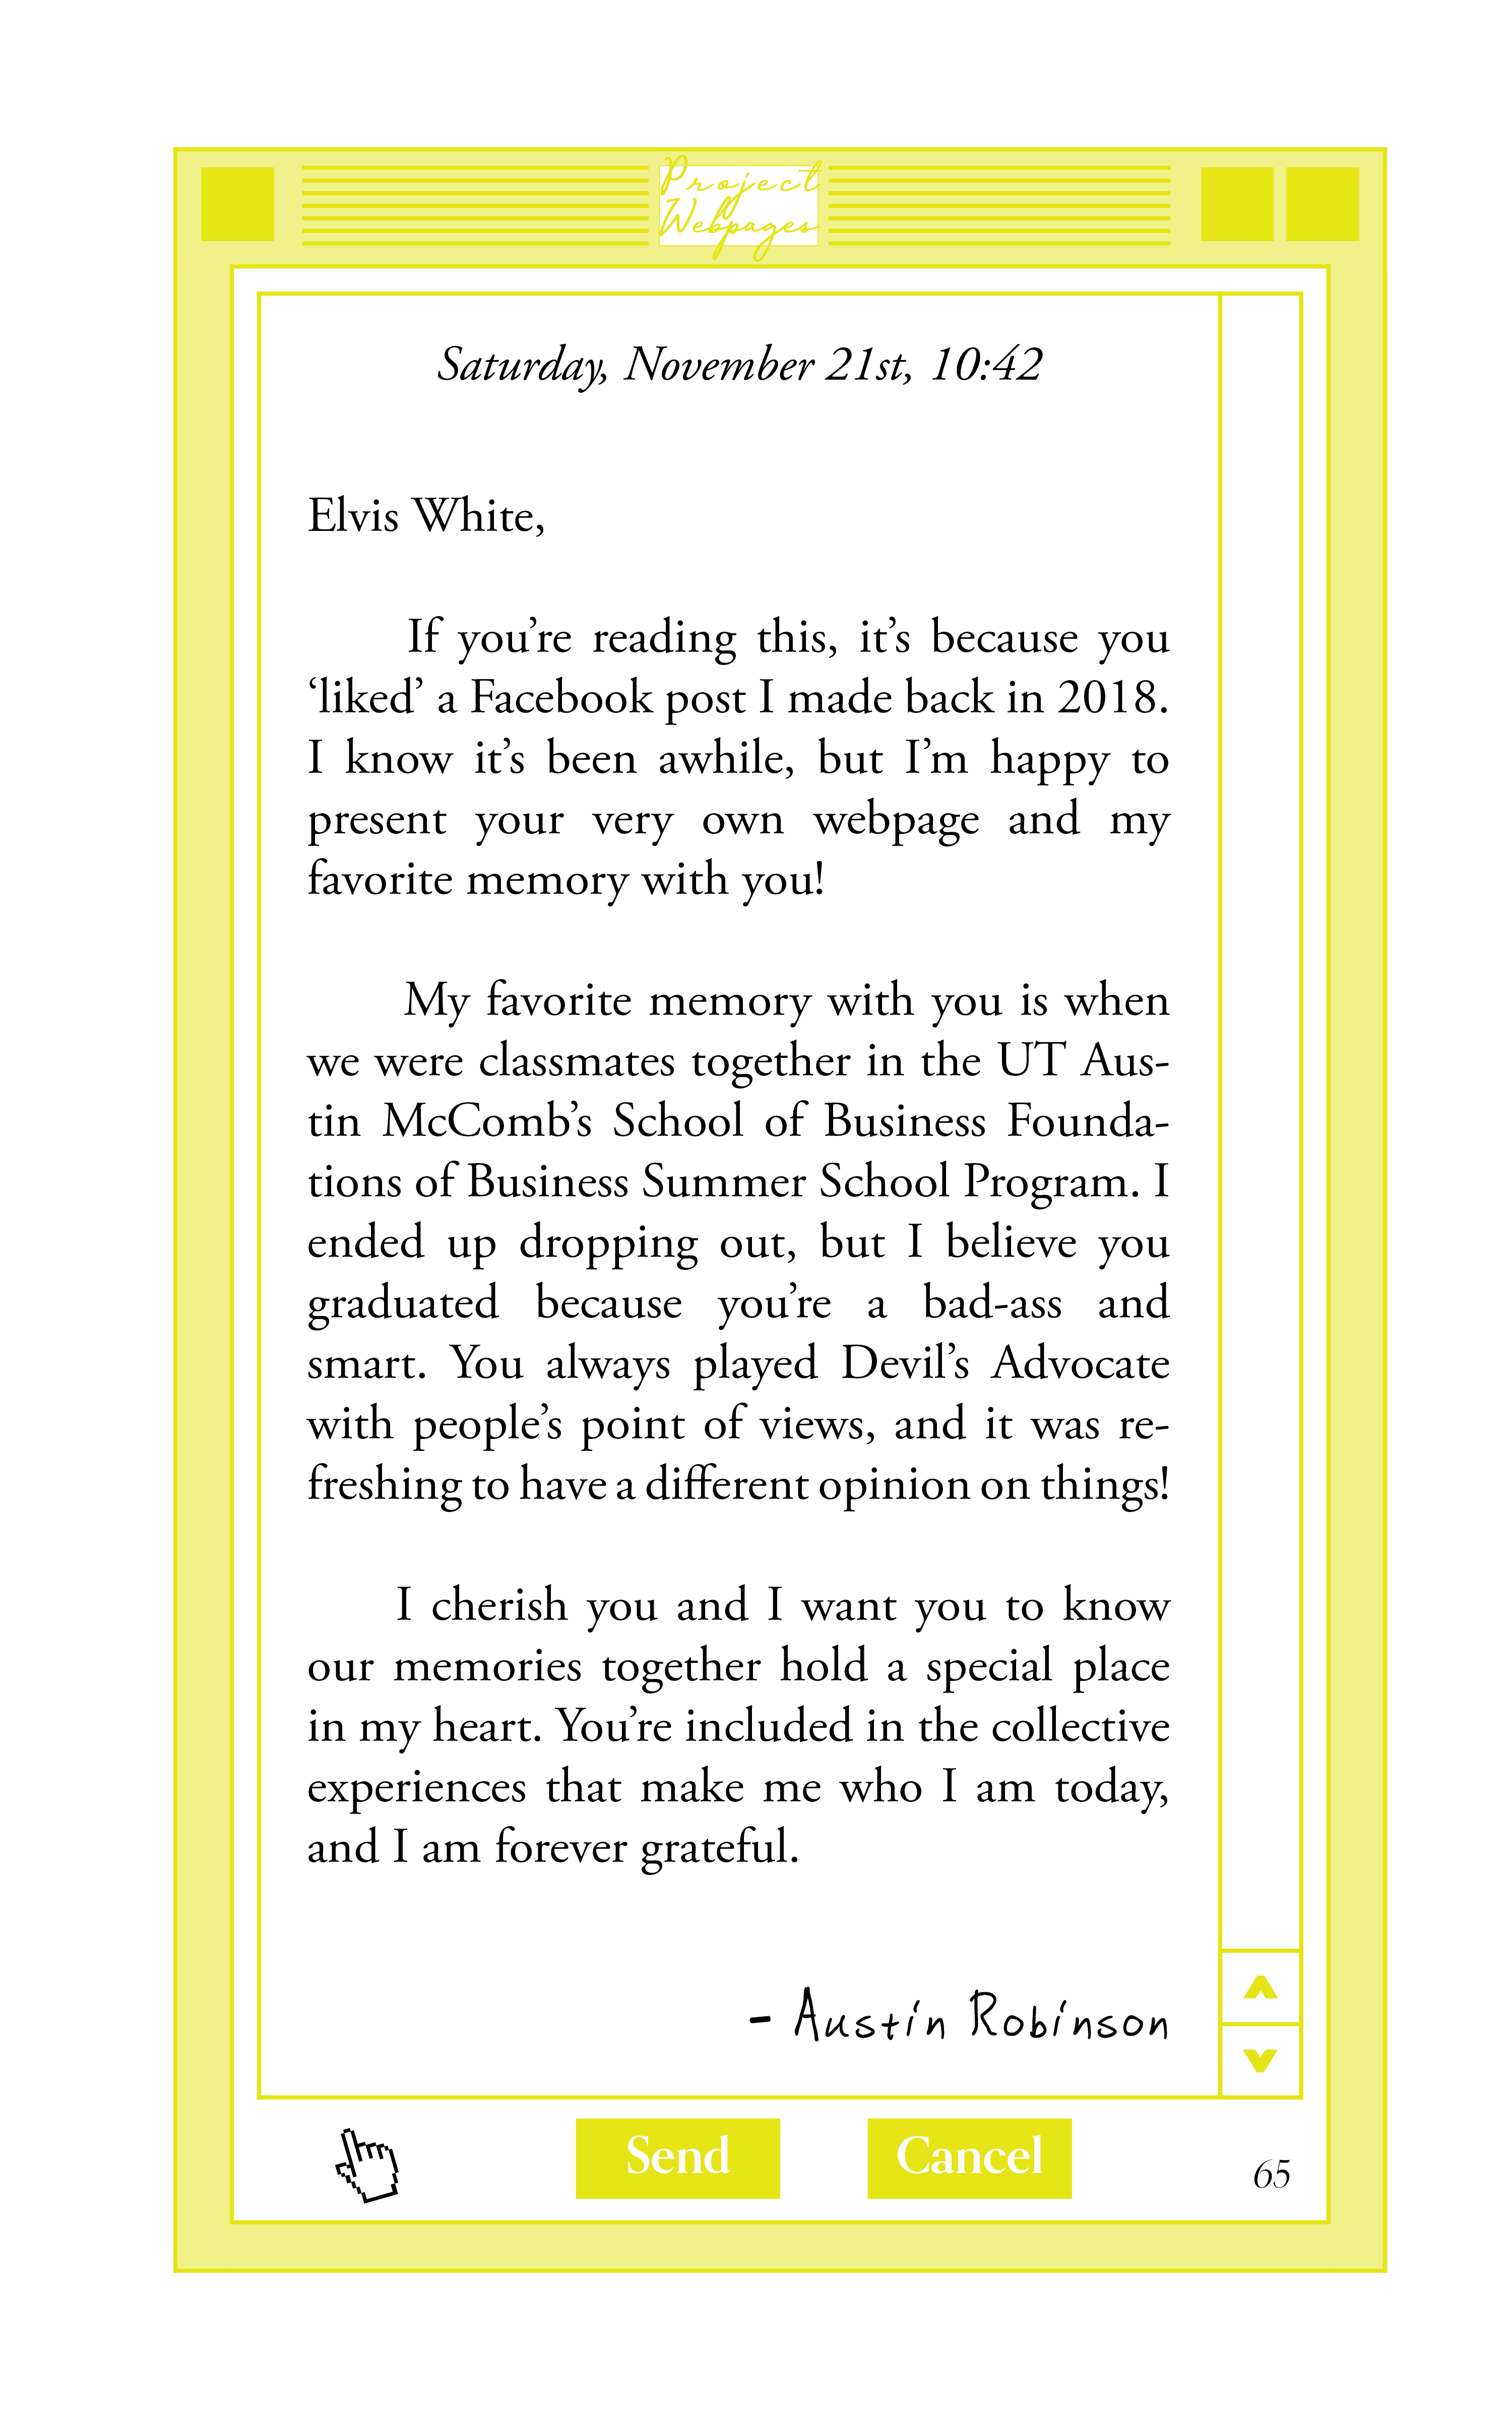 Project
Webpages
Saturday, November 21st, 10:42
Elvis White,
If you’re reading this, it’s because you
‘liked’ a Facebook post I made back in 2018.
I know it’s been awhile, but I’m happy to
present your very own webpage and my
favorite memory with you!
My favorite memory with you is when
we were classmates together in the UT Aus-
tin McComb’s School of Business Founda-
tions of Business Summer School Program. I
ended up dropping out, but I believe you
graduated because you’re a bad-ass and
smart. You always played Devil’s Advocate
with people’s point of views, and it was re-
freshing to have a different opinion on things!
I cherish you and I want you to know
our memories together hold a special place
in my heart. You’re included in the collective
experiences that make me who I am today,
and I am forever grateful.
- Austin Robinson
Send
Cancel
65